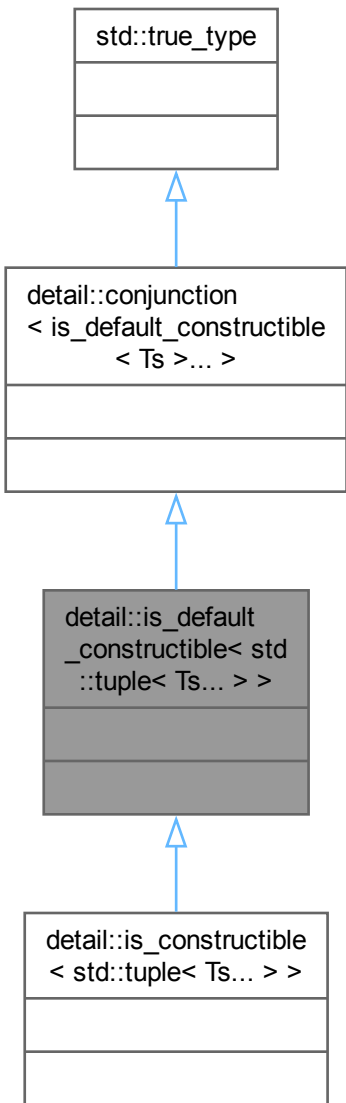 std::true_type
detail::conjunction
< is_default_constructible
< Ts >... >
detail::is_default
_constructible< std
::tuple< Ts... > >
detail::is_constructible
< std::tuple< Ts... > >